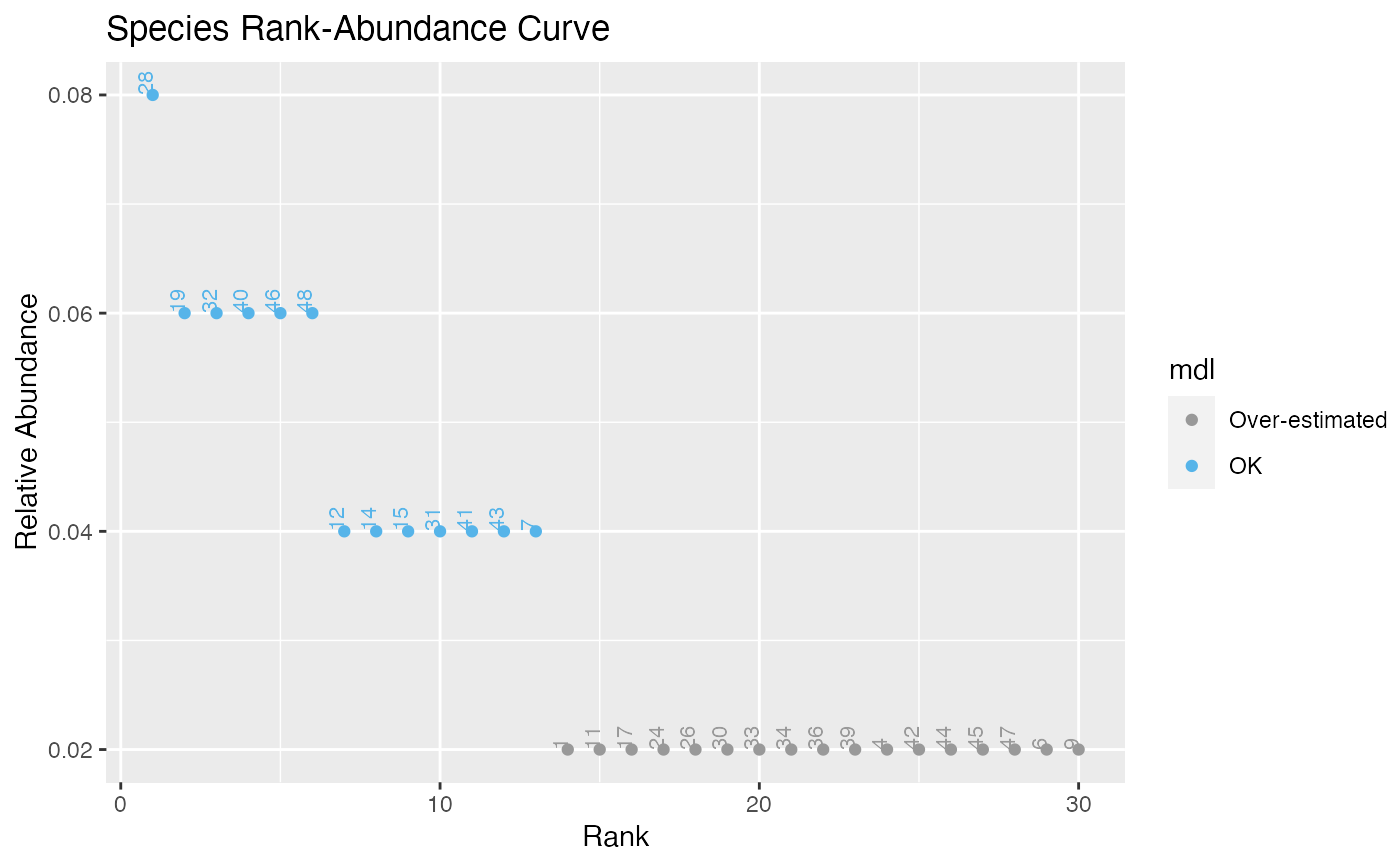 Species Rank-Abundance Curve
Relative Abundance
0.08
0.06
0.04
0.02
28
19 32 40 46 48
12 14 15 31 41 43 7
1 11 17 24 26 30 33 34 36 39 4 42 44 45 47 6 9
0 10 20 30
Rank
mdl
Over-estimated
OK